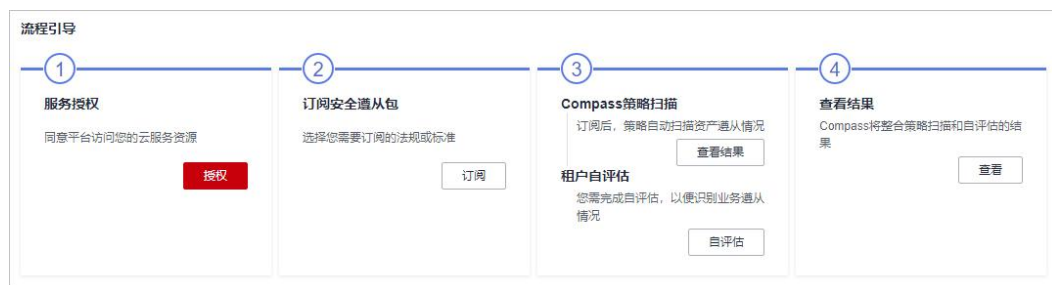 流程引导
1
服务授权
同意平台访问您的云服务资源
授权
2
订阅安全遵从包
选择您需要订阅的法规或标准
订阅
3
Compass策略扫描
订阅后，策略自动扫描资产遵从情况
查看结果
租户自评估
您需完成自评估，以便识别业务遵从
情况
自评估
4
查看结果
Compass将整合策略扫描和自评估的结
果
查看